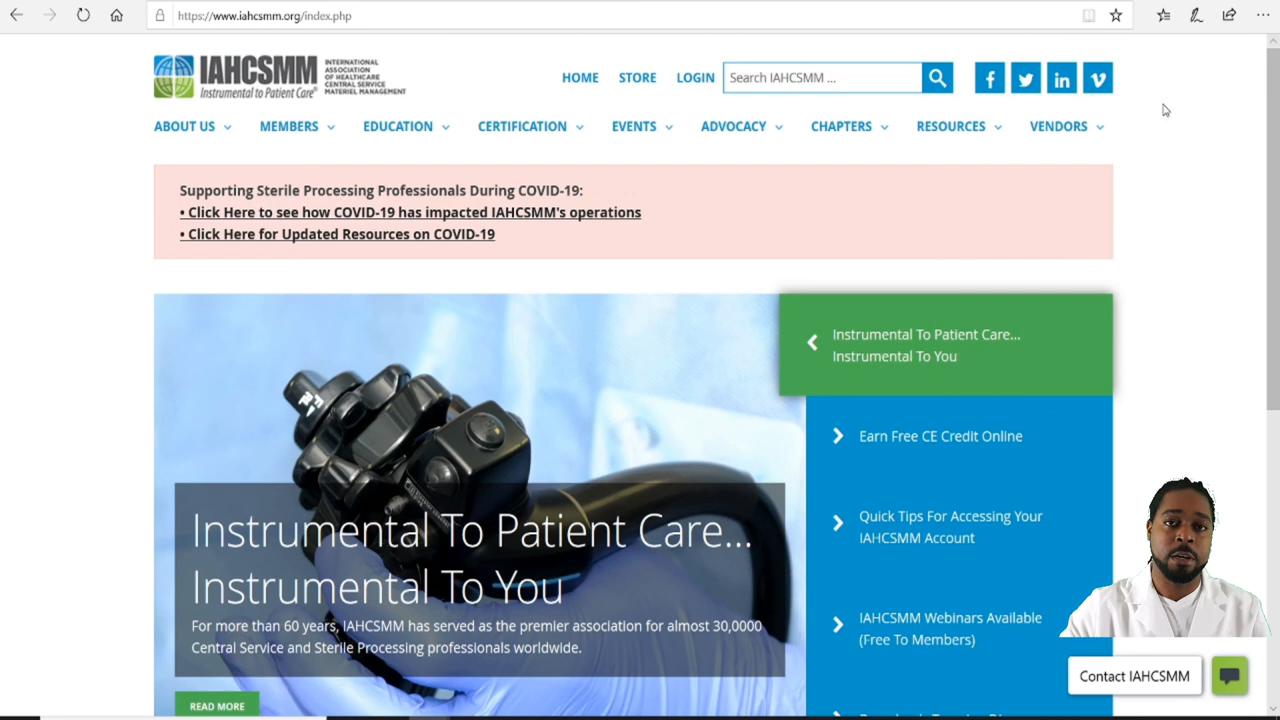 https://www.iahcsmm.org/index.php
IAHCSMM
Instrumental to Patient Care®
INTERNATIONAL
ASSOCIATION
OF HEALTHCARE
CENTRAL SERVICE
MATERIEL MANAGEMENT
HOME STORE LOGIN Search IAHCSMM ...
ABOUT US MEMBERS EDUCATION CERTIFICATION EVENTS ADVOCACY CHAPTERS RESOURCES VENDORS
Supporting Sterile Processing Professionals During COVID-19:
• Click Here to see how COVID-19 has impacted IAHCSMM's operations
• Click Here for Updated Resources on COVID-19
Instrumental To Patient Care...
Instrumental To You
For more than 60 years, IAHCSMM has served as the premier association for almost 30,0000
Central Service and Sterile Processing professionals worldwide.
READ MORE
Instrumental To Patient Care...
Instrumental To You
Earn Free CE Credit Online
Quick Tips For Accessing Your
IAHCSMM Account
IAHCSMM Webinars Available
(Free To Members)
Contact IAHCSMM